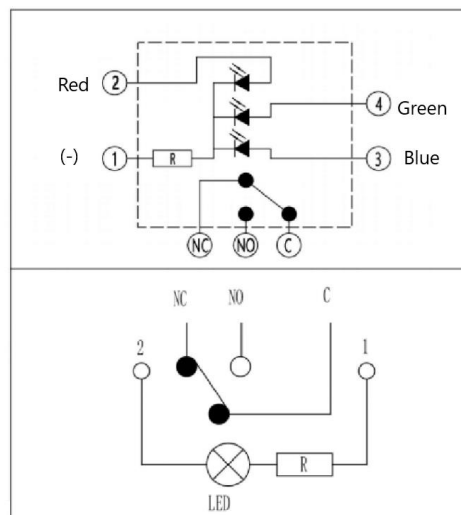 Red 2
4 Green
(-) 1 R
3 Blue
NC NO C
NC NO C
2 1
R
LED